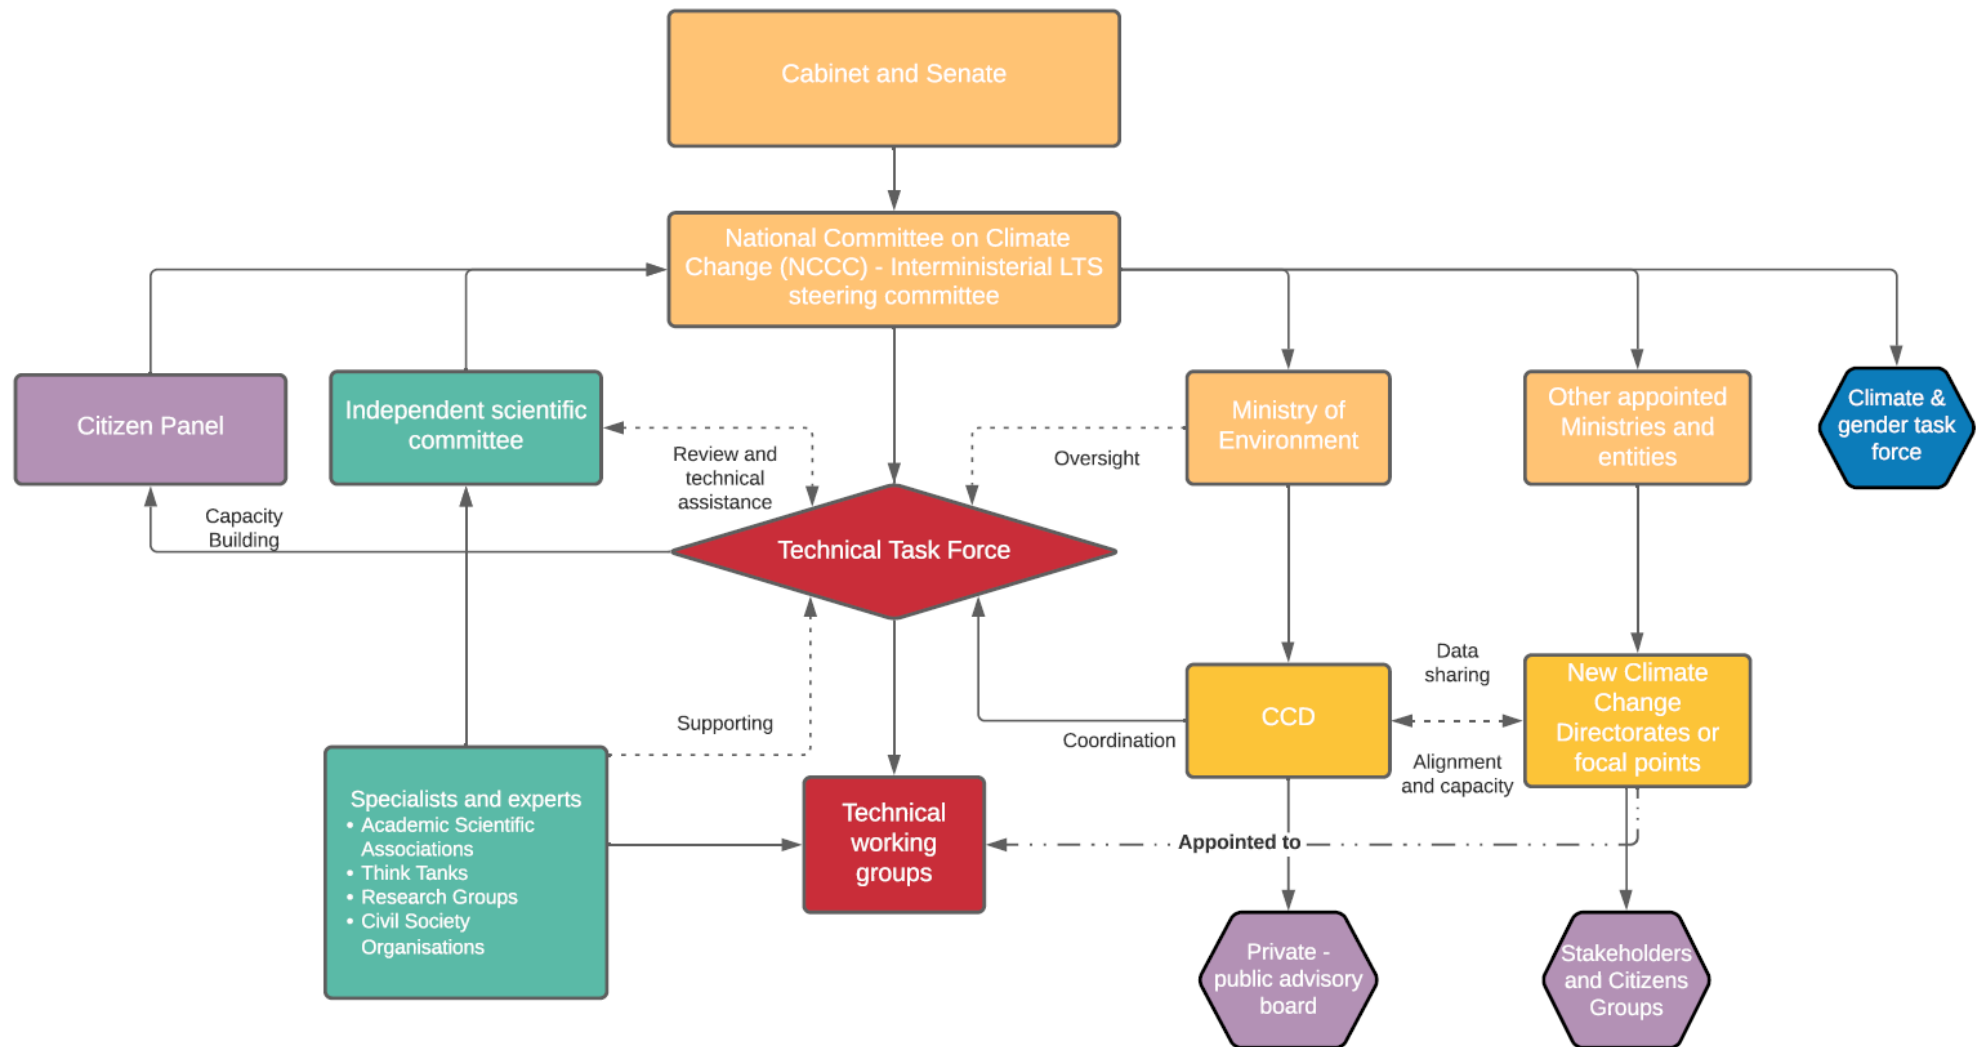 Cabinet and Senate
National Committee on Climate
Change (NCCC) - Interministerial LTS
steering committee
Citizen Panel
Independent scientific
committee
Ministry of
Environment
Other appointed
Ministries and
entities
Climate &
gender task
force
Review and
technical
assistance
Oversight
Capacity
Building
Technical Task Force
Data
sharing
New Climate
Change
Directorates or
focal points
CCD
Supporting
Coordination
Alignment
and capacity
Specialists and experts
• Academic Scientific
Associations
• Think Tanks
• Research Groups
• Civil Society
Organisations
Technical
working
groups
Appointed to
Private -
public advisory
board
Stakeholders
and Citizens
Groups